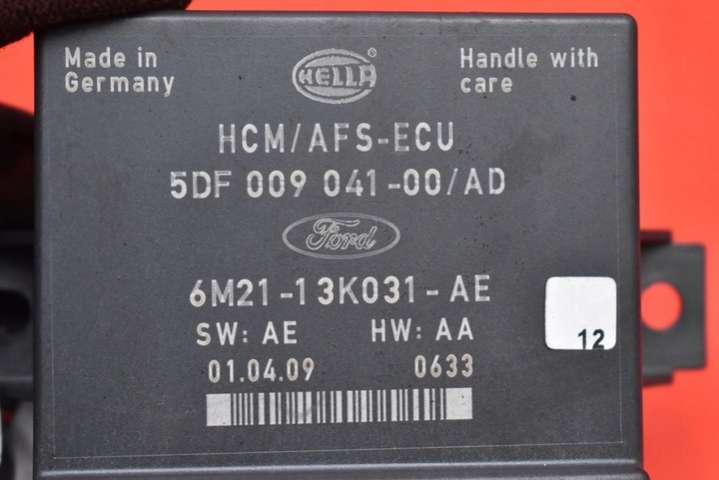 Made in
Germany
HELLA
®
Handle with
care
HCM/AFS-ECU
5DF 009 041-00/AD
Ford
6M21-13K031-AE
SW: AE HW: AA
01.04.09 0633
12